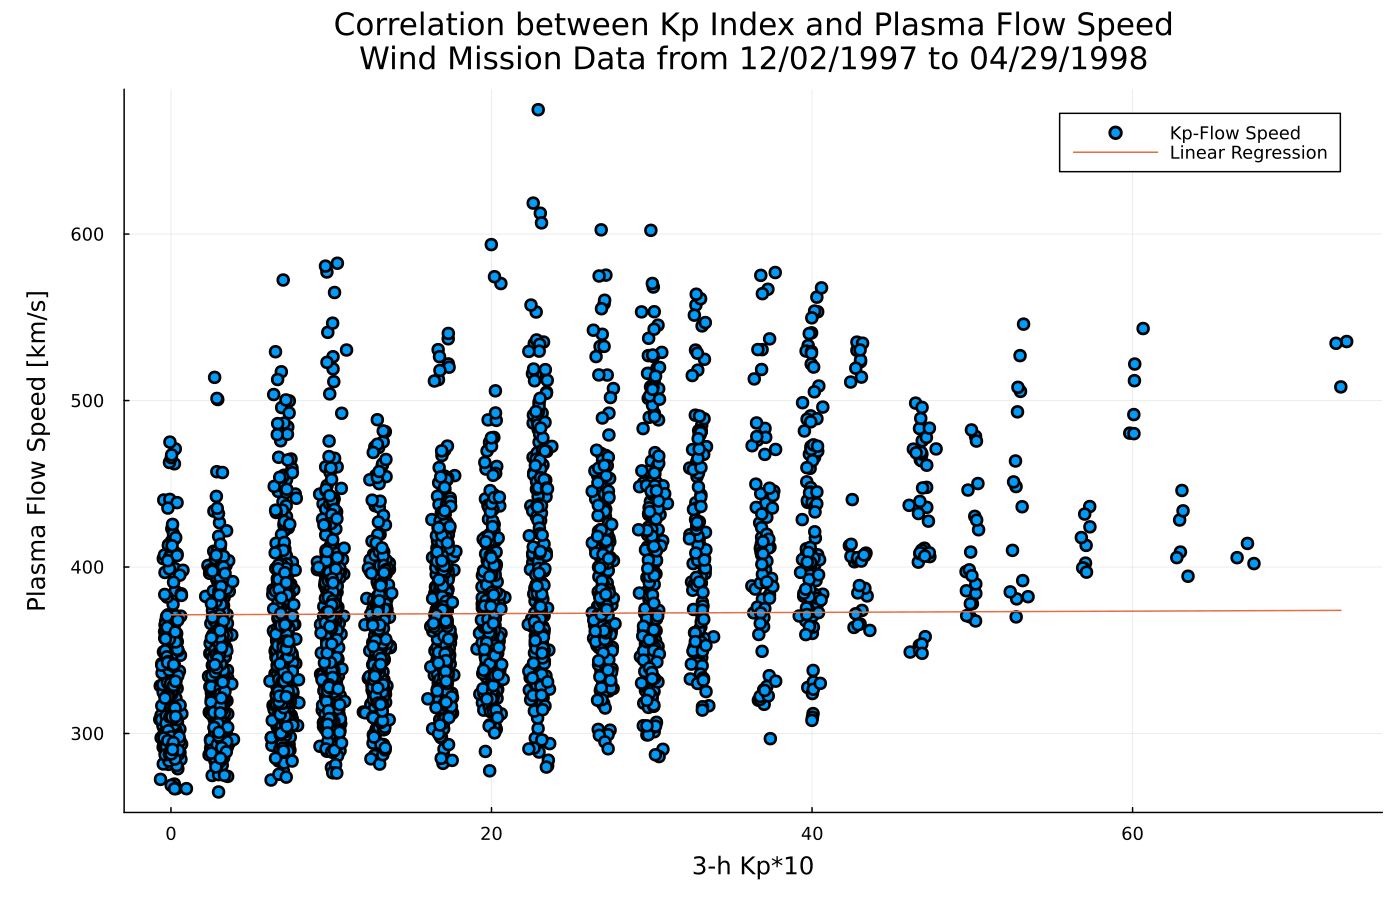 Correlation between Kp Index and Plasma Flow Speed
Wind Mission Data from 12/02/1997 to 04/29/1998
Kp-Flow Speed
Linear Regression
Plasma Flow Speed [km/s]
600
500
400
300
0
20
40
60
3-h Kp*10